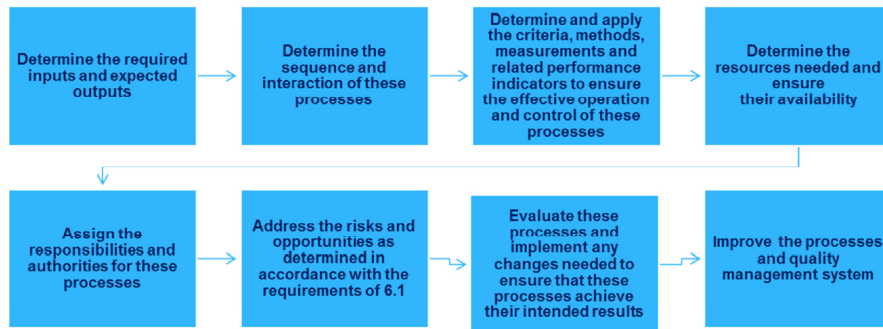 Determine the required
inputs and expected
outputs
Determine the
sequence and
interaction of these
processes
Determine and apply
the criteria, methods,
measurements and
related performance
indicators to ensure
the effective operation
and control of these
processes
Determine the
resources needed and
ensure
their availability
Assign the
responsibilities and
authorities for these
processes
Address the risks and
opportunities as
determined in
accordance with the
requirements of 6.1
Evaluate these
processes and
implement any
changes needed to
ensure that these
processes achieve
their intended results
Improve the processes
and quality
management system